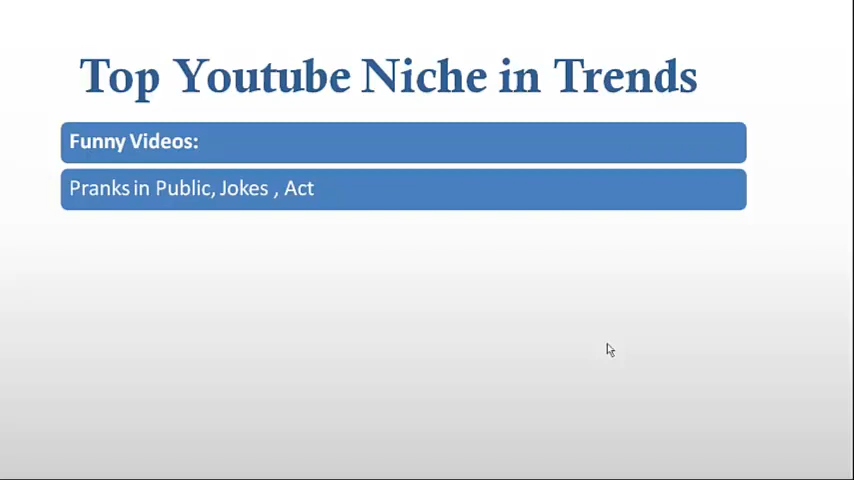 Top Youtube Niche in Trends
Funny Videos:
Pranks in Public, Jokes , Act